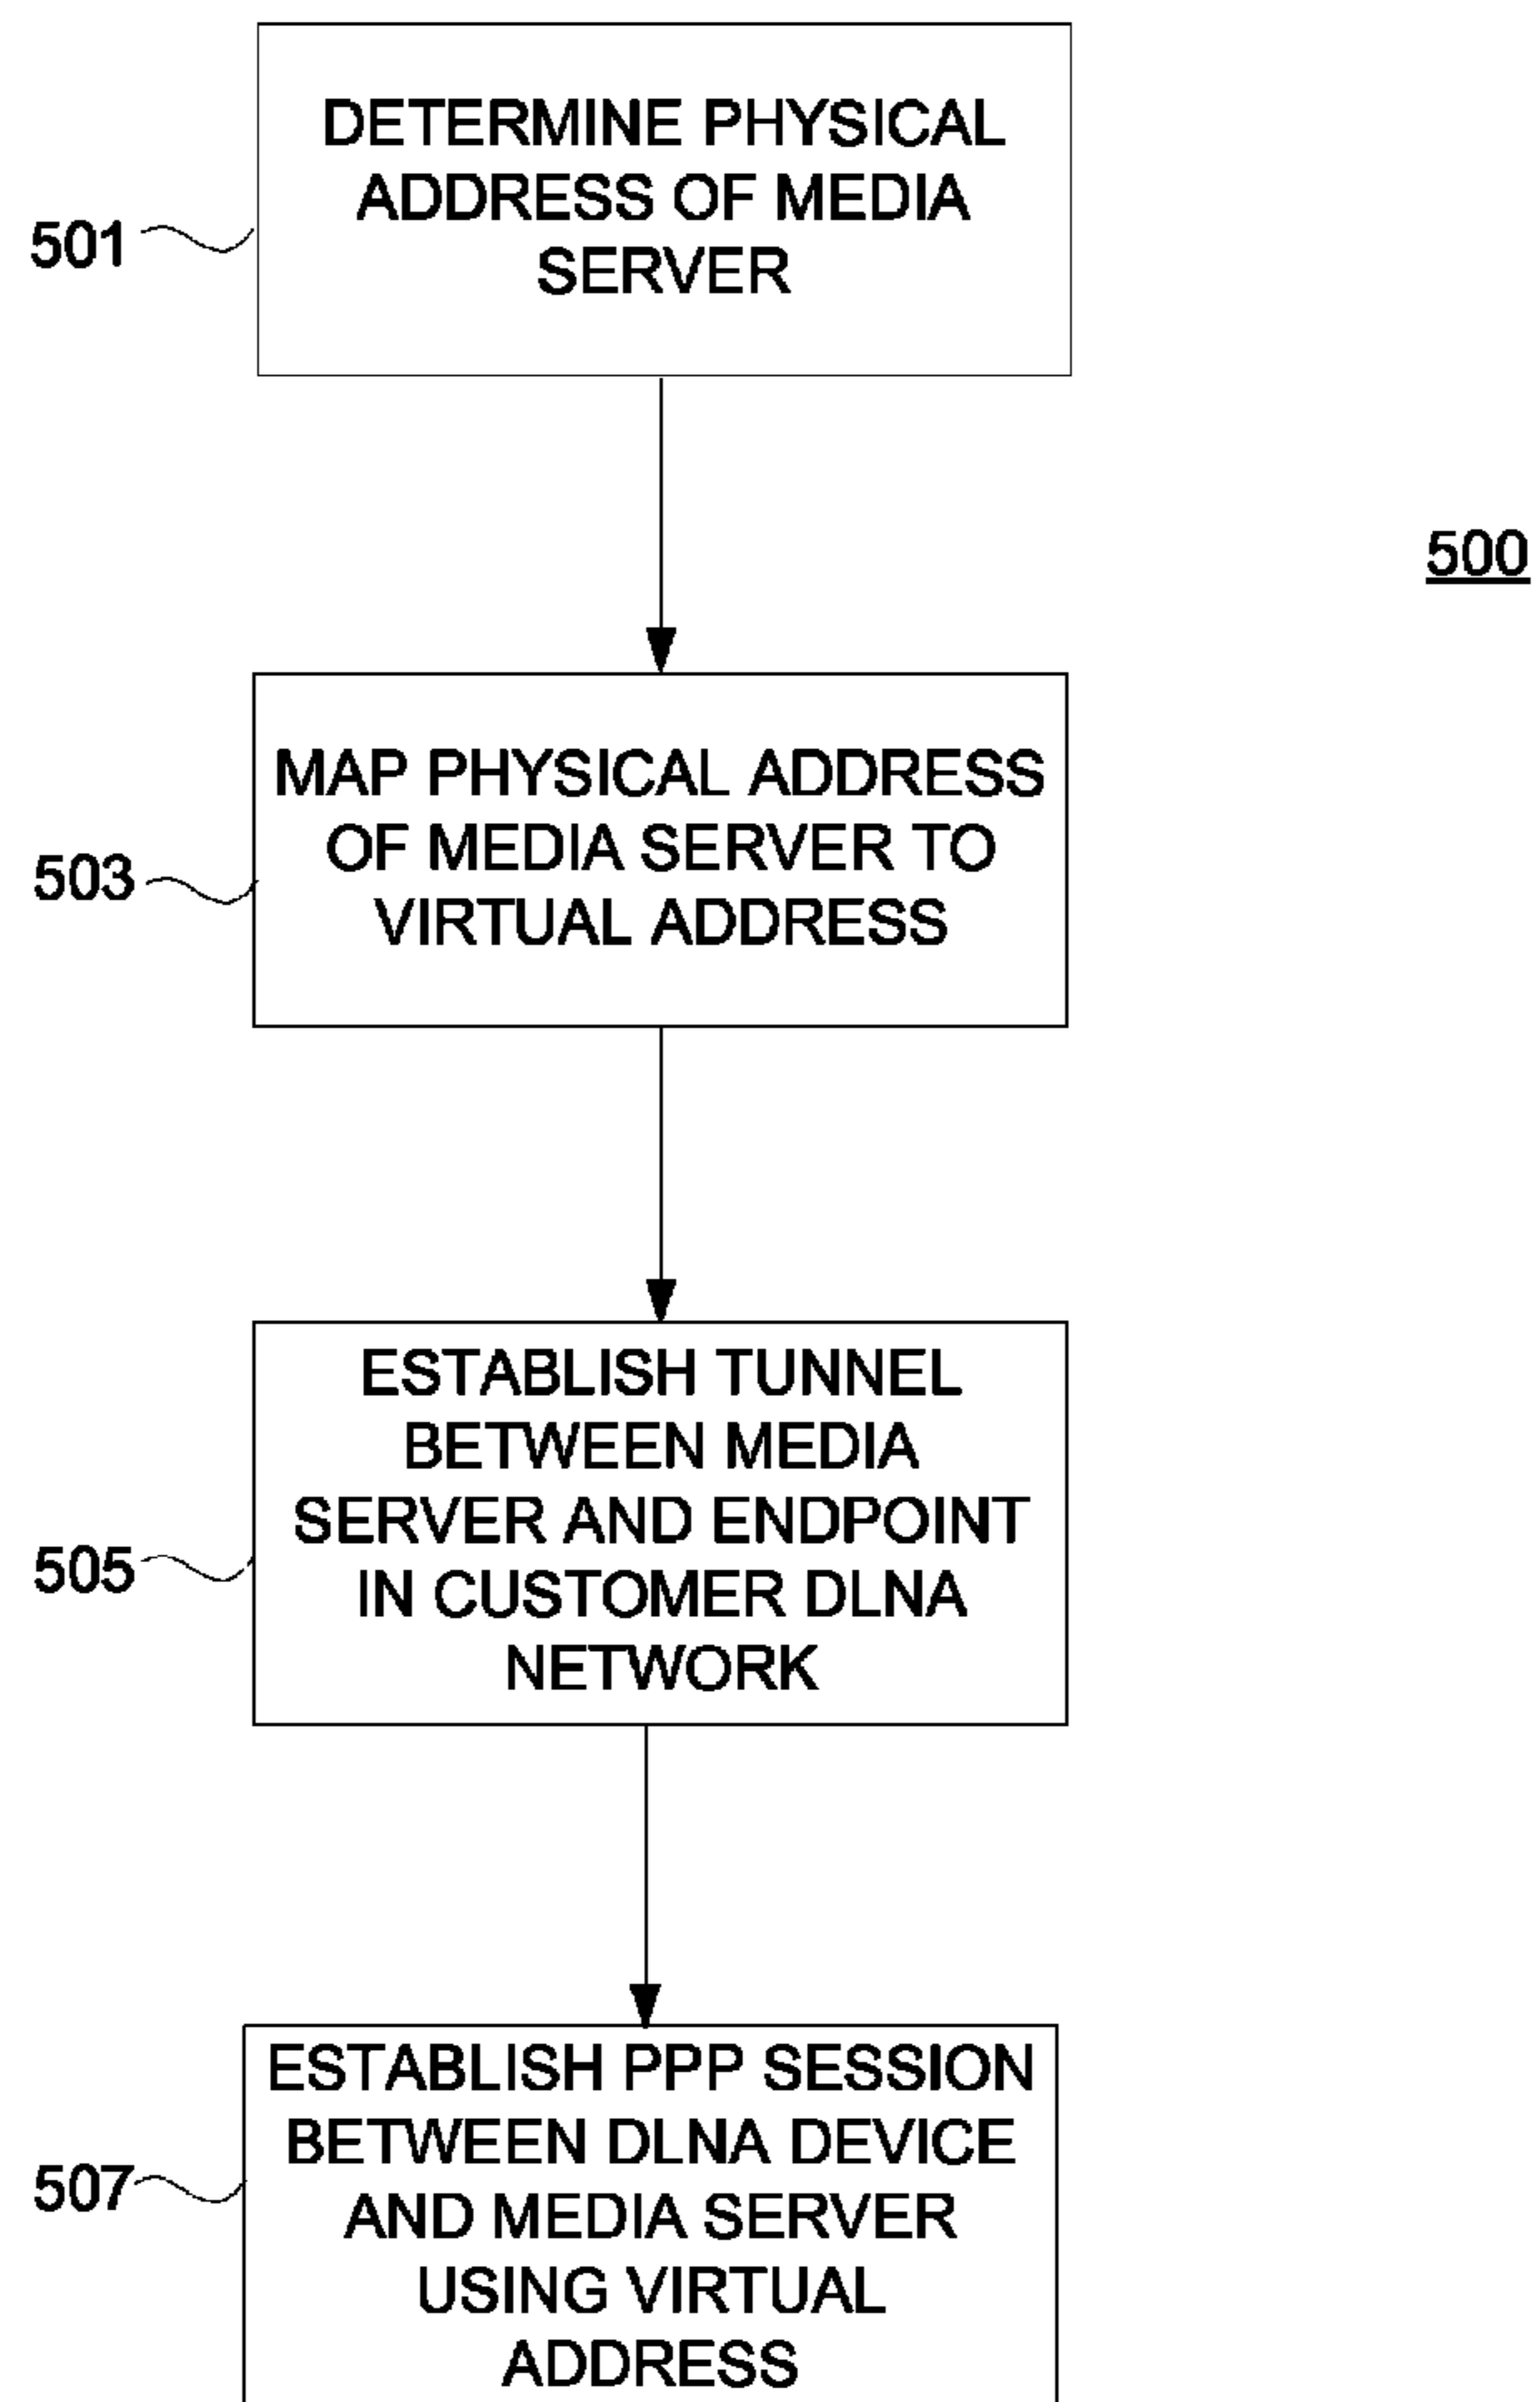 DETERMINE PHYSICAL
ADDRESS OF MEDIA
SERVER
501
500
MAP PHYSICAL ADDRESS
OF MEDIA SERVER TO
VIRTUAL ADDRESS
503
ESTABLISH TUNNEL
BETWEEN MEDIA
SERVER AND ENDPOINT
IN CUSTOMER DLNA
NETWORK
505
ESTABLISH PPP SESSION
BETWEEN DLNA DEVICE
AND MEDIA SERVER
USING VIRTUAL
ADDRESS
507